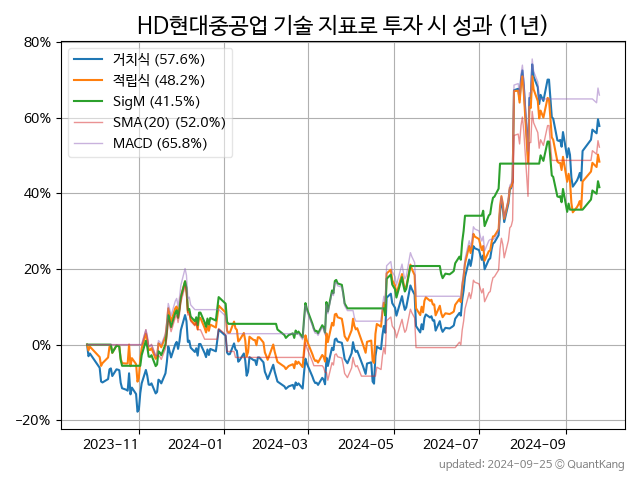 HD현대중공업 기술 지표로 투자 시 성과 (1년)
80%
60%
40%
20%
0%
−20%
거치식 (57.6%)
적립식 (48.2%)
SigM (41.5%)
SMA(20) (52.0%)
MACD (65.8%)
2023-11 2024-01 2024-03 2024-05 2024-07 2024-09
updated: 2024-09-25 © QuantKang